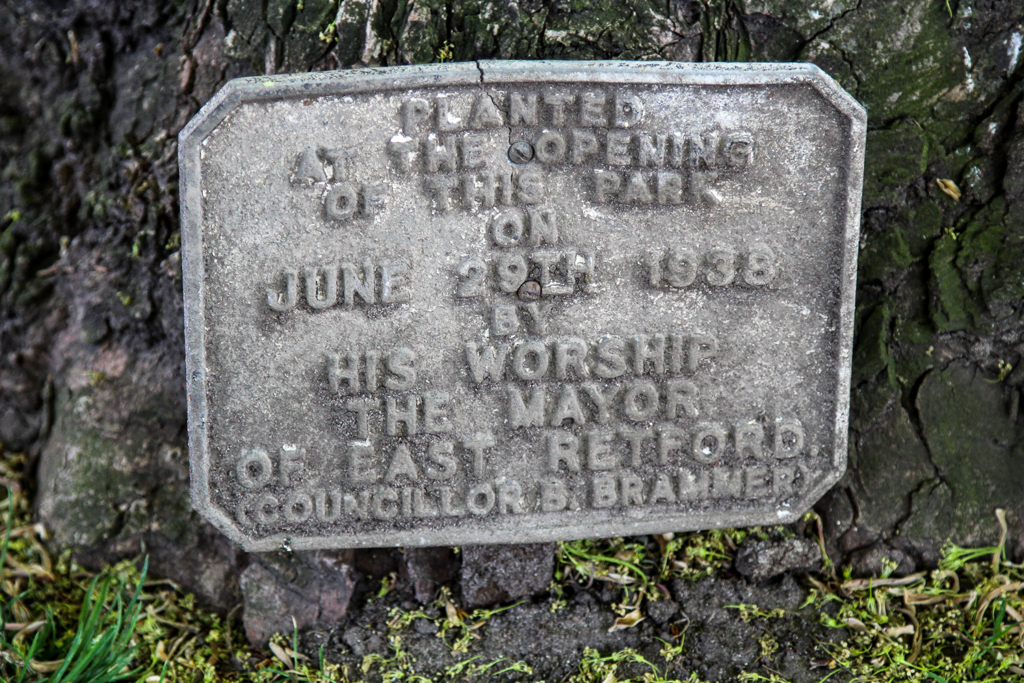 PLANTED
AT THE OPENING
OF THIS PARK
ON
JUNE 29TH 1938
BY
HIS WORSHIP
THE MAYOR
OF EAST RETFORD.
(COUNCILLOR B. BRAMMER)